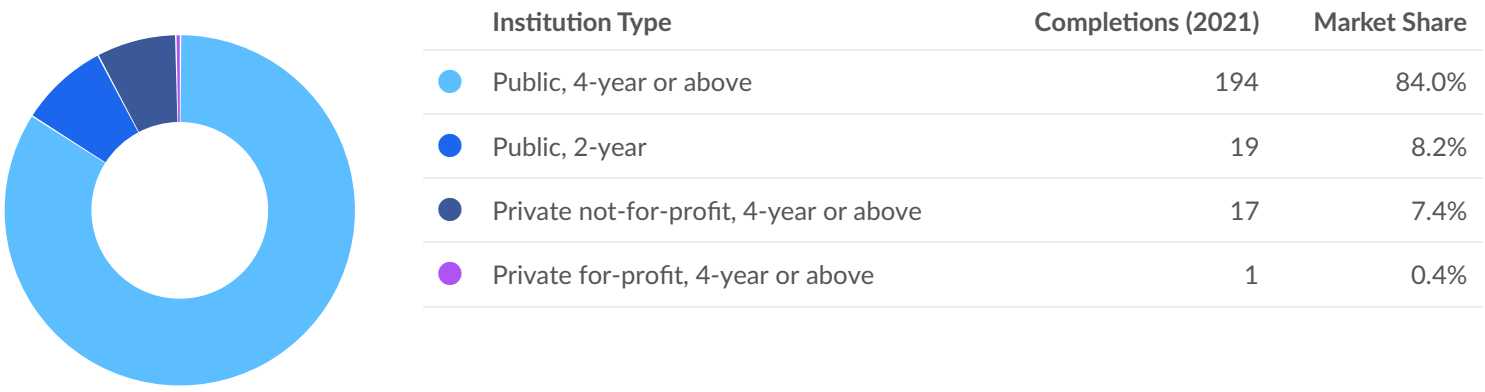 Institution Type Completions (2021) Market Share
Public, 4-year or above 194 84.0%
Public, 2-year 19 8.2%
Private not-for-profit, 4-year or above 17 7.4%
Private for-profit, 4-year or above 1 0.4%